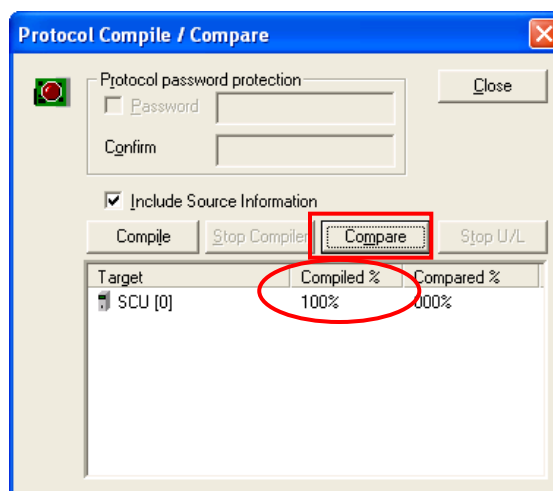 Protocol Compile / Compare
Protocol password protection
Close
Password
Confirm
Include Source Information
Compile Stop Compiler Compare Stop U/L
Target Compiled % Compared %
SCU [0] 100% 000%